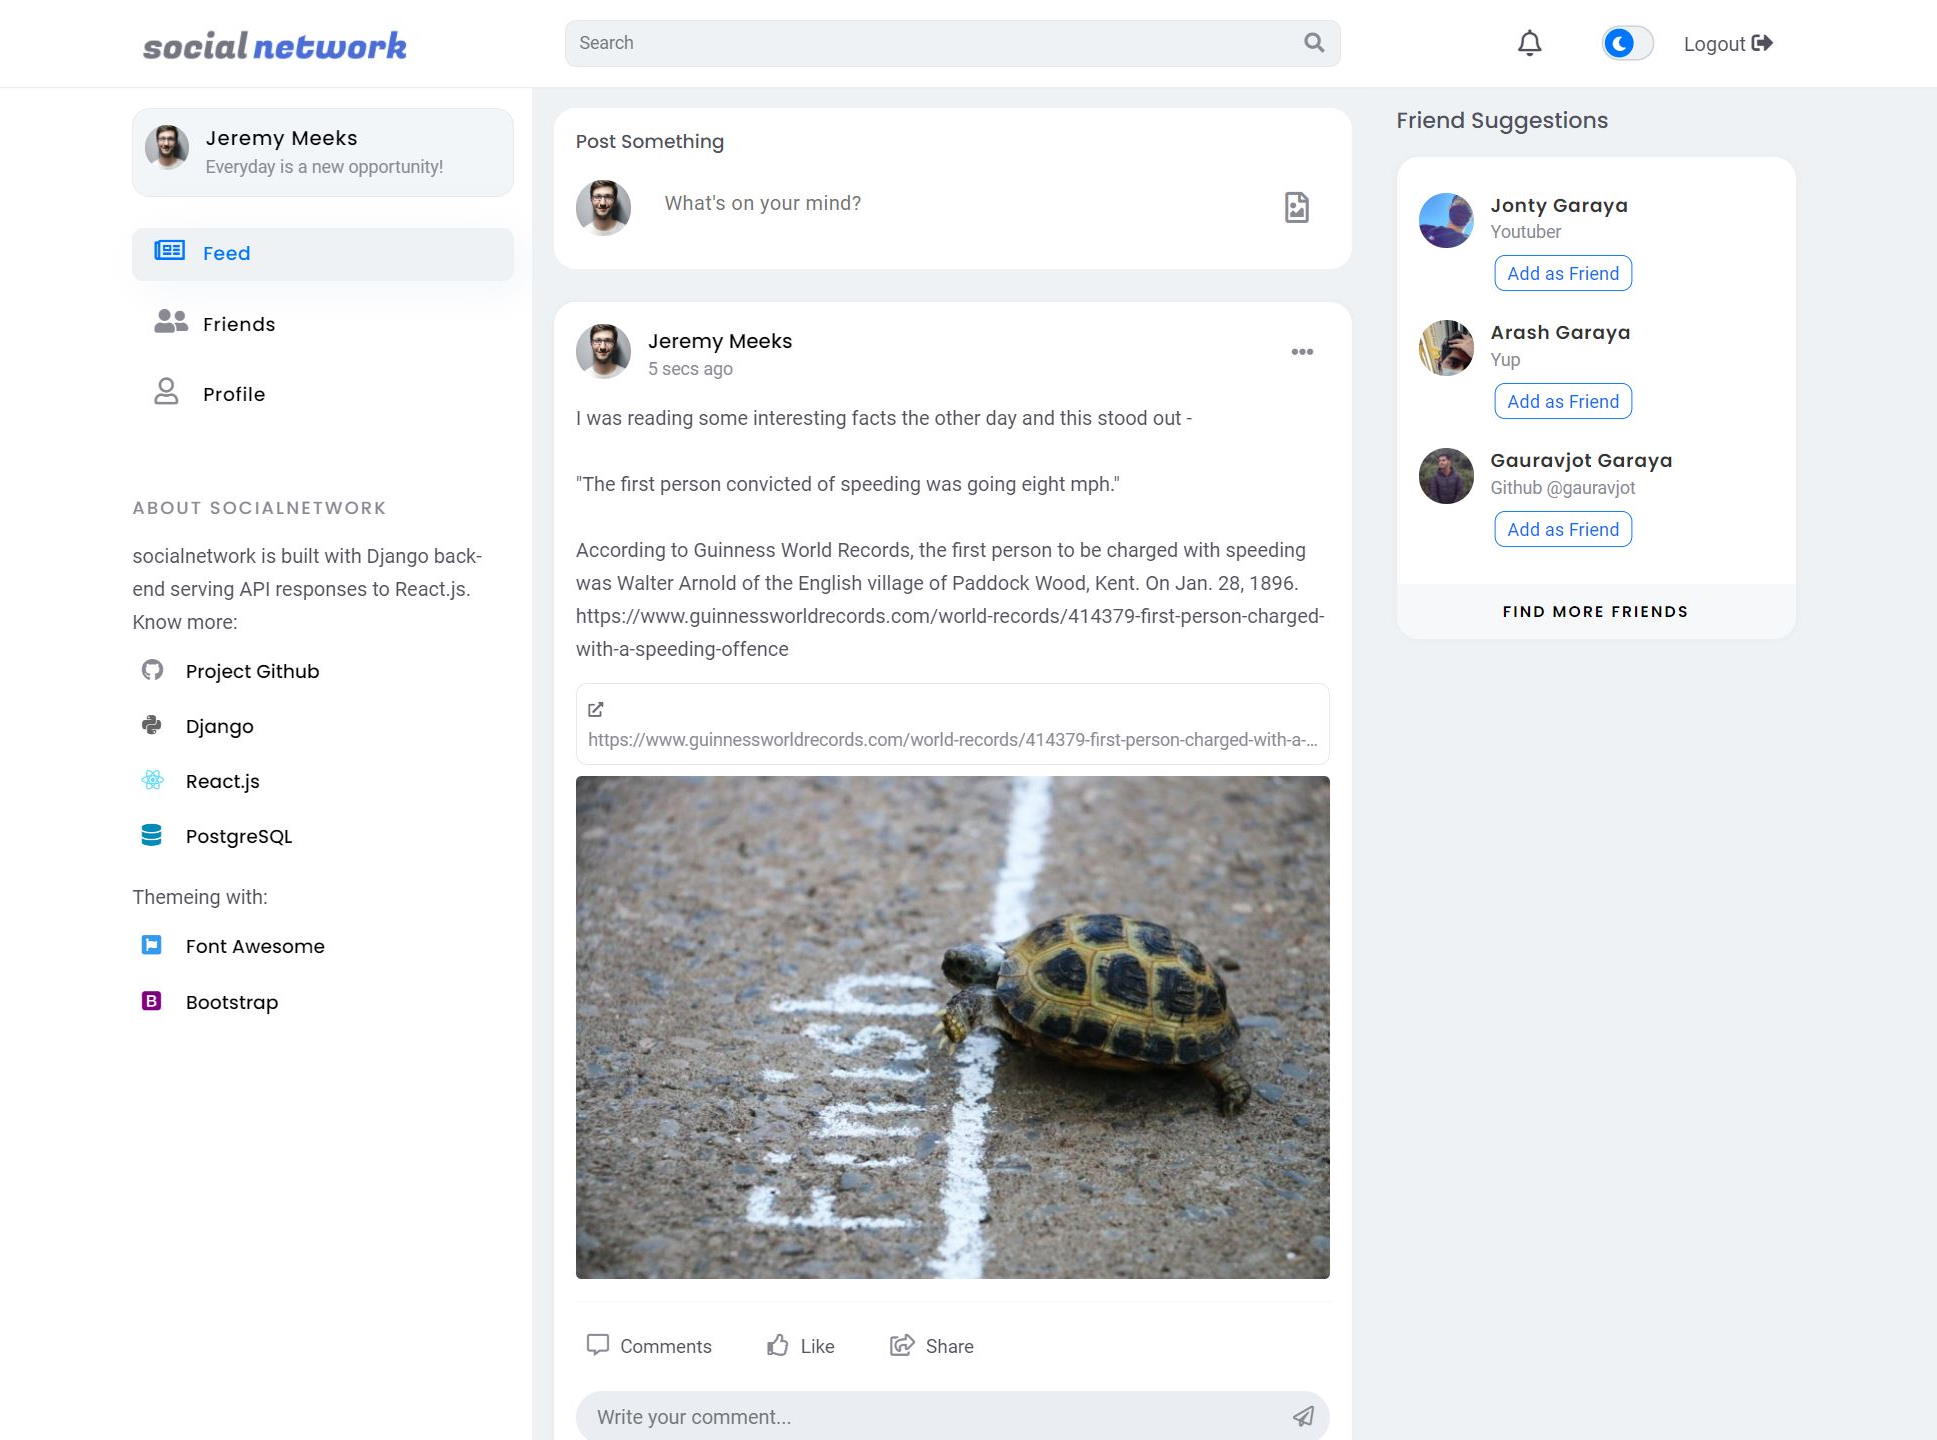 social network
Search
Logout
Jeremy Meeks
Everyday is a new opportunity!
Feed
Friends
Profile
ABOUT SOCIALNETWORK
socialnetwork is built with Django back-
end serving API responses to React.js.
Know more:
Project Github
Django
React.js
PostgreSQL
Themeing with:
Font Awesome
B
Bootstrap
Post Something
What's on your mind?
Jeremy Meeks
5 secs ago
I was reading some interesting facts the other day and this stood out -
"The first person convicted of speeding was going eight mph."
According to Guinness World Records, the first person to be charged with speeding
was Walter Arnold of the English village of Paddock Wood, Kent. On Jan. 28, 1896.
https://www.guinnessworldrecords.com/world-records/414379-first-person-charged-
with-a-speeding-offence
https://www.guinnessworldrecords.com/world-records/414379-first-person-charged-with-a-...
Finish
Comments
Like
Share
Write your comment...
Friend Suggestions
Jonty Garaya
Youtuber
Add as Friend
Arash Garaya
Yup
Add as Friend
Gauravjot Garaya
Github @gauravjot
Add as Friend
FIND MORE FRIENDS